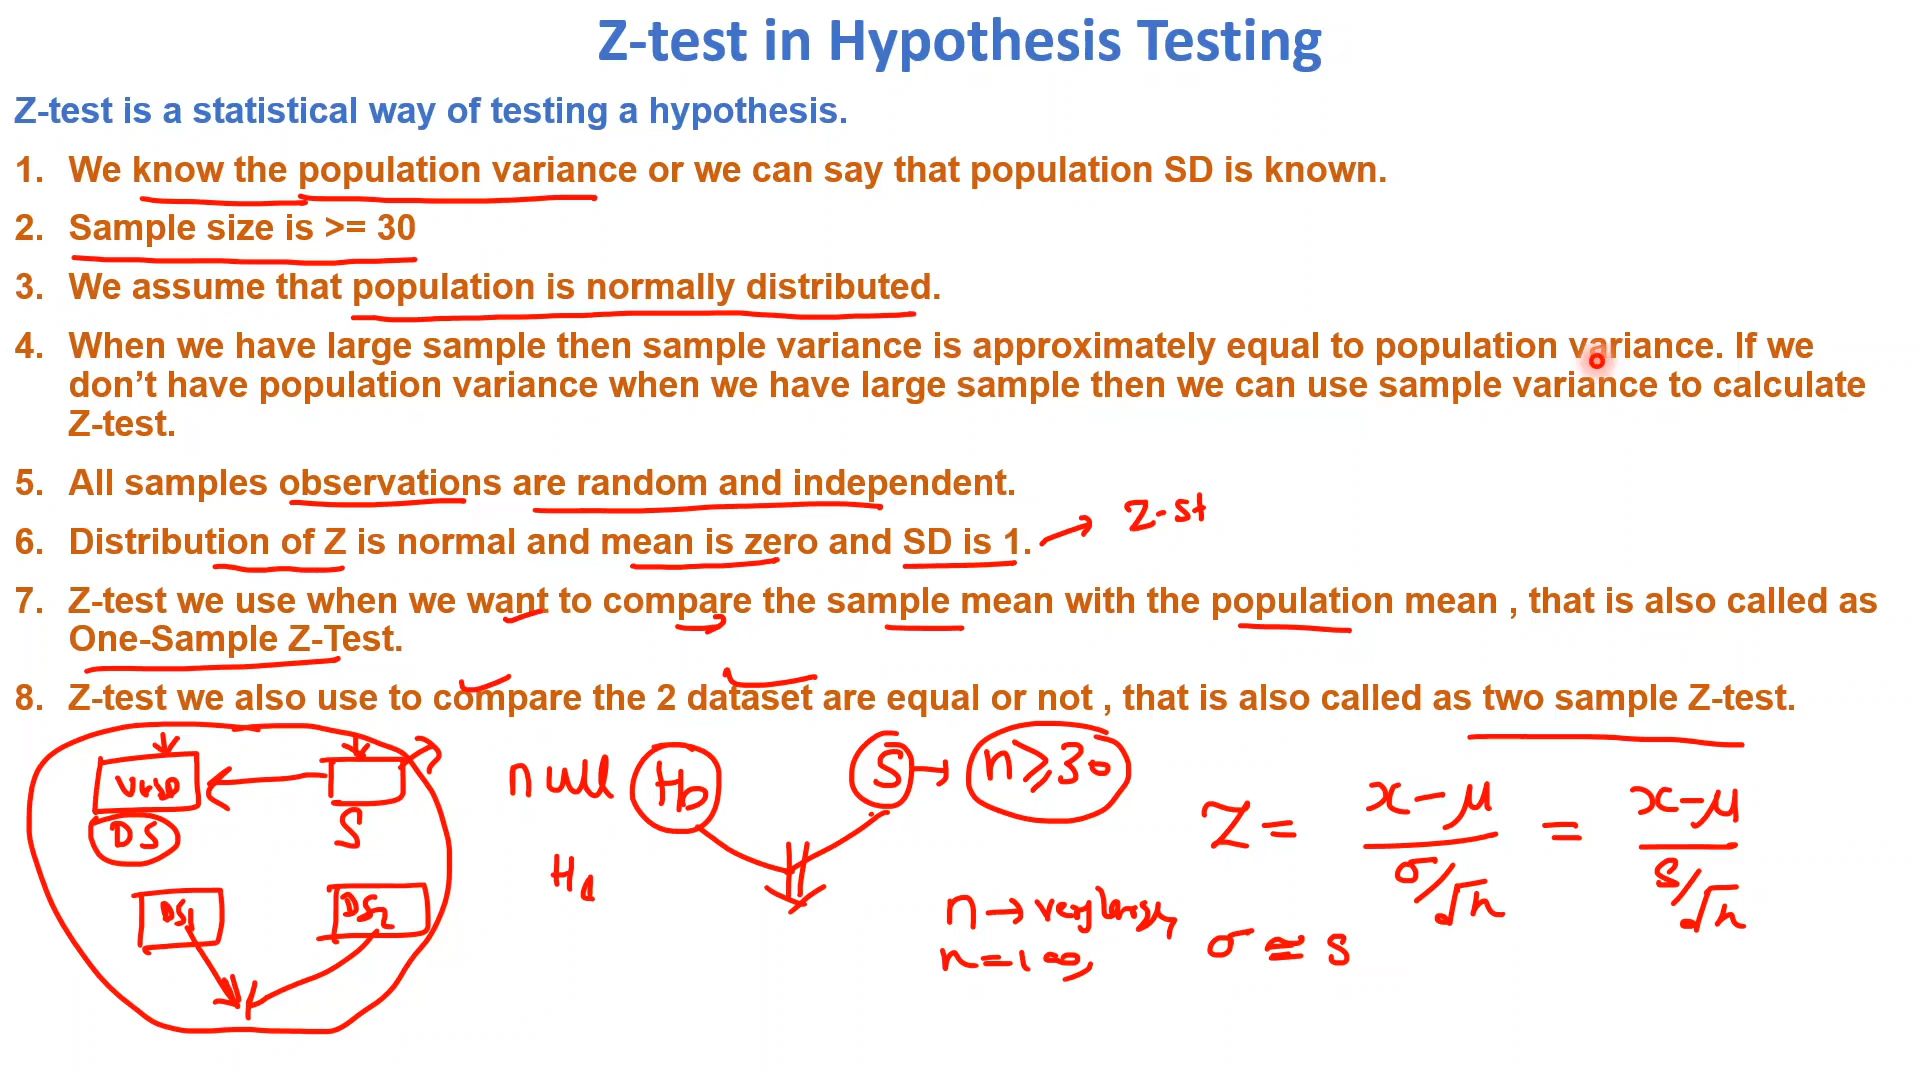 Z-test in Hypothesis Testing
Z-test is a statistical way of testing a hypothesis.
1. We know the population variance or we can say that population SD is known.
2. Sample size is >= 30
3. We assume that population is normally distributed.
4. When we have large sample then sample variance is approximately equal to population variance. If we
don’t have population variance when we have large sample then we can use sample variance to calculate
Z-test.
5. All samples observations are random and independent.
Z-st
6. Distribution of Z is normal and mean is zero and SD is 1.
7. Z-test we use when we want to compare the sample mean with the population mean , that is also called as
One-Sample Z-Test.
8. Z-test we also use to compare the 2 dataset are equal or not , that is also called as two sample Z-test.
null H₀ S n ≥ 30
DS S
Z = x - μ / σ/√n = x - μ / s/√n
DS1 DS2
n → very large
σ ≅ s
n = 100